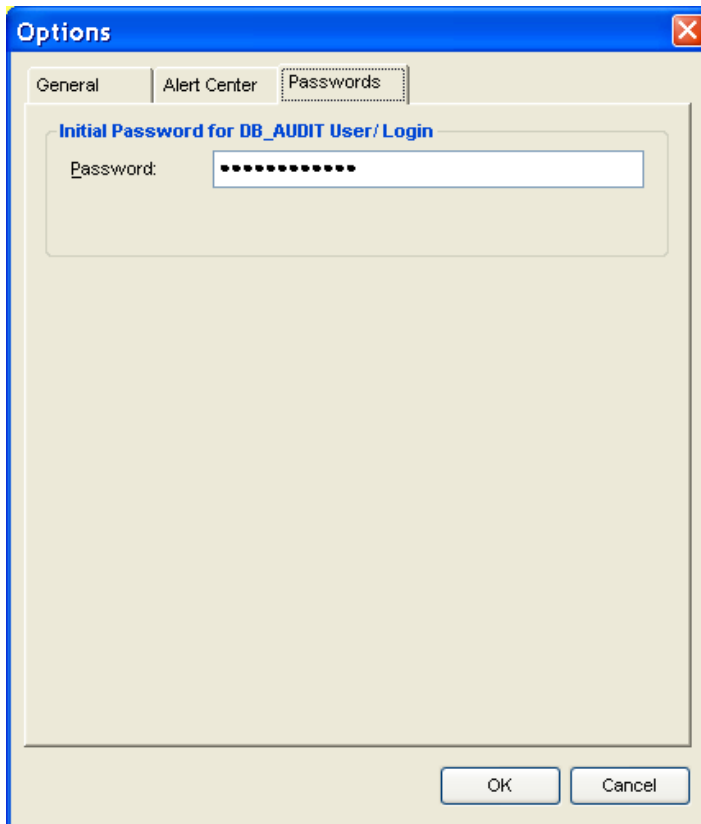 Options
General Alert Center Passwords
Initial Password for DB_AUDIT User/Login
Password: ••••••••••••
OK Cancel